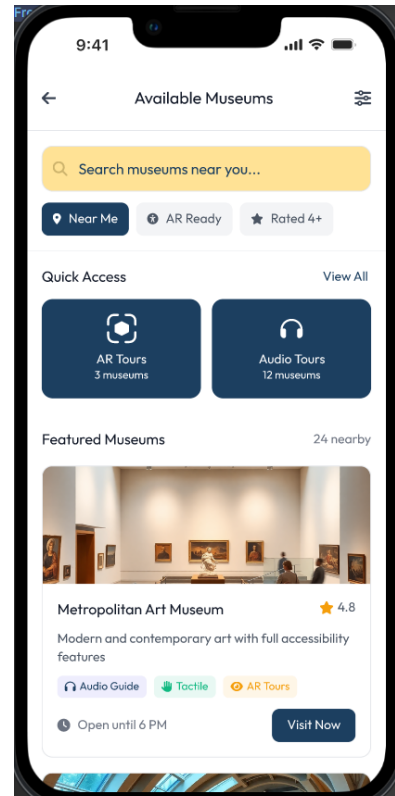 Fr
9:41
Available Museums
Search museums near you...
Near Me
AR Ready
Rated 4+
Quick Access
View All
AR Tours
3 museums
Audio Tours
12 museums
Featured Museums
24 nearby
Metropolitan Art Museum
4.8
Modern and contemporary art with full accessibility
features
Audio Guide
Tactile
AR Tours
Open until 6 PM
Visit Now